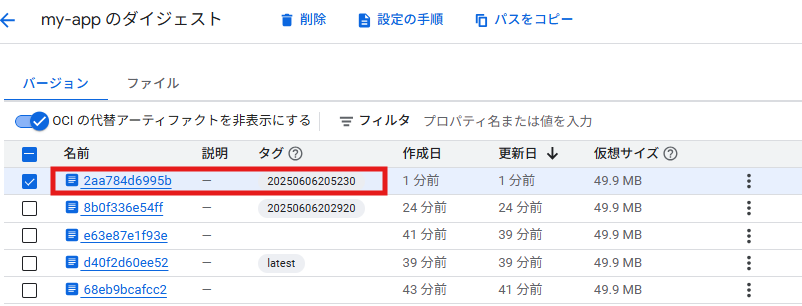 my-app のダイジェスト 削除 設定の手順 パスをコピー
バージョン ファイル
OCI の代替アーティファクトを非表示にする フィルタ プロパティ名または値を入力
名前 説明 タグ 作成日 更新日 仮想サイズ
2aa784d6995b — 20250606205230 1 分前 1 分前 49.9 MB
8b0f336e54ff — 20250606202920 24 分前 24 分前 49.9 MB
e63e87e1f93e — 41 分前 39 分前 49.9 MB
d40f2d60ee52 — latest 39 分前 39 分前 49.9 MB
68eb9bcafcc2 — 43 分前 41 分前 49.9 MB